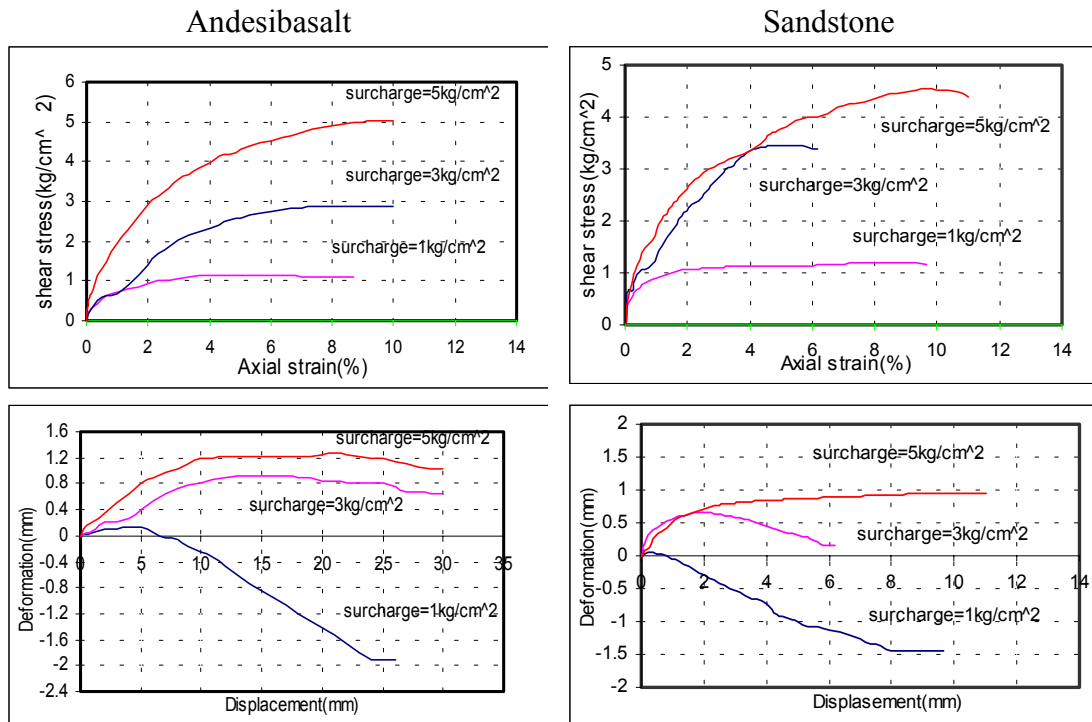 Andesibasalt
shear stress(kg/cm^ 2)
6
5
4
3
2
1
0
surcharge=5kg/cm^2
surcharge=3kg/cm^2
surcharge=1kg/cm^2
0 2 4 6 8 10 12 14
Axial strain(%)
Sandstone
shear stress(kg/cm^2)
5
4
3
2
1
0
surcharge=5kg/cm^2
surcharge=3kg/cm^2
surcharge=1kg/cm^2
0 2 4 6 8 10 12 14
Axial strain(%)
Deformation(mm)
1.6
1.2
0.8
0.4
0
-0.4
-0.8
-1.2
-1.6
-2
-2.4
surcharge=5kg/cm^2
surcharge=3kg/cm^2
0 5 10 15 20 25 30 35
surcharge=1kg/cm^2
Displacement(mm)
Deformation(mm)
2
1.5
1
0.5
0
-0.5
-1
-1.5
-2
surcharge=5kg/cm^2
surcharge=3kg/cm^2
0 2 4 6 8 10 12 14
surcharge=1kg/cm^2
Displasement(mm)